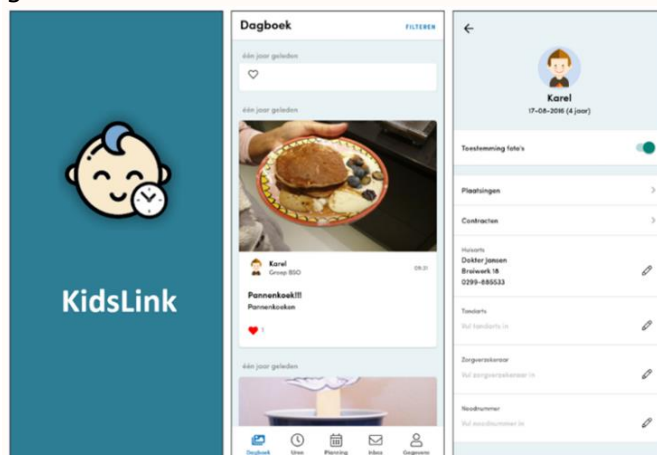 KidsLink
Dagboek
FILTEREN
één jaar geleden
één jaar geleden
Karel
Groep BSO
09:31
Pannenkoek!!!
Pannenkoeken
1
één jaar geleden
Dagboek
Uren
Planning
Inbox
Gegevens
Karel
17-08-2016 (4 jaar)
Toestemming foto's
Plaatsingen
Contracten
Huisarts
Dokter Jansen
0299-885533
Tandarts
Vul tandarts in
Zorgverzekeraar
Vul zorgverzekeraar in
Noodnummer
Vul noodnummer in